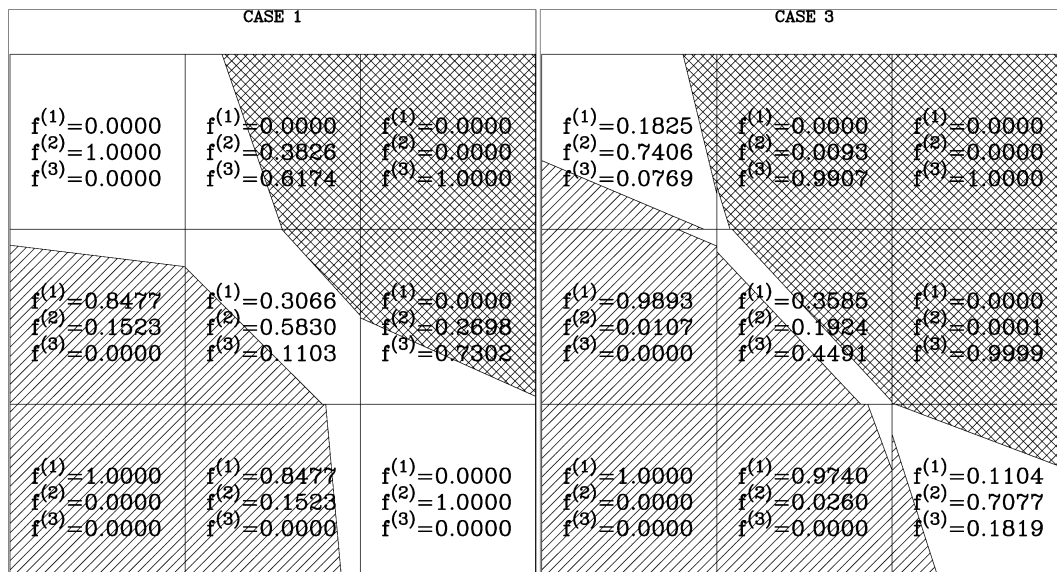 CASE 1
f^(1)=0.0000 f^(1)=0.0000 f^(1)=0.0000
f^(2)=1.0000 f^(2)=0.3826 f^(2)=0.0000
f^(3)=0.0000 f^(3)=0.6174 f^(3)=1.0000
f^(1)=0.8477 f^(1)=0.3066 f^(1)=0.0000
f^(2)=0.1523 f^(2)=0.5830 f^(2)=0.2698
f^(3)=0.0000 f^(3)=0.1103 f^(3)=0.7302
f^(1)=1.0000 f^(1)=0.8477 f^(1)=0.0000
f^(2)=0.0000 f^(2)=0.1523 f^(2)=1.0000
f^(3)=0.0000 f^(3)=0.0000 f^(3)=0.0000
CASE 3
f^(1)=0.1825 f^(1)=0.0000 f^(1)=0.0000
f^(2)=0.7406 f^(2)=0.0093 f^(2)=0.0000
f^(3)=0.0769 f^(3)=0.9907 f^(3)=1.0000
f^(1)=0.9893 f^(1)=0.3585 f^(1)=0.0000
f^(2)=0.0107 f^(2)=0.1924 f^(2)=0.0001
f^(3)=0.0000 f^(3)=0.4491 f^(3)=0.9999
f^(1)=1.0000 f^(1)=0.9740 f^(1)=0.1104
f^(2)=0.0000 f^(2)=0.0260 f^(2)=0.7077
f^(3)=0.0000 f^(3)=0.0000 f^(3)=0.1819